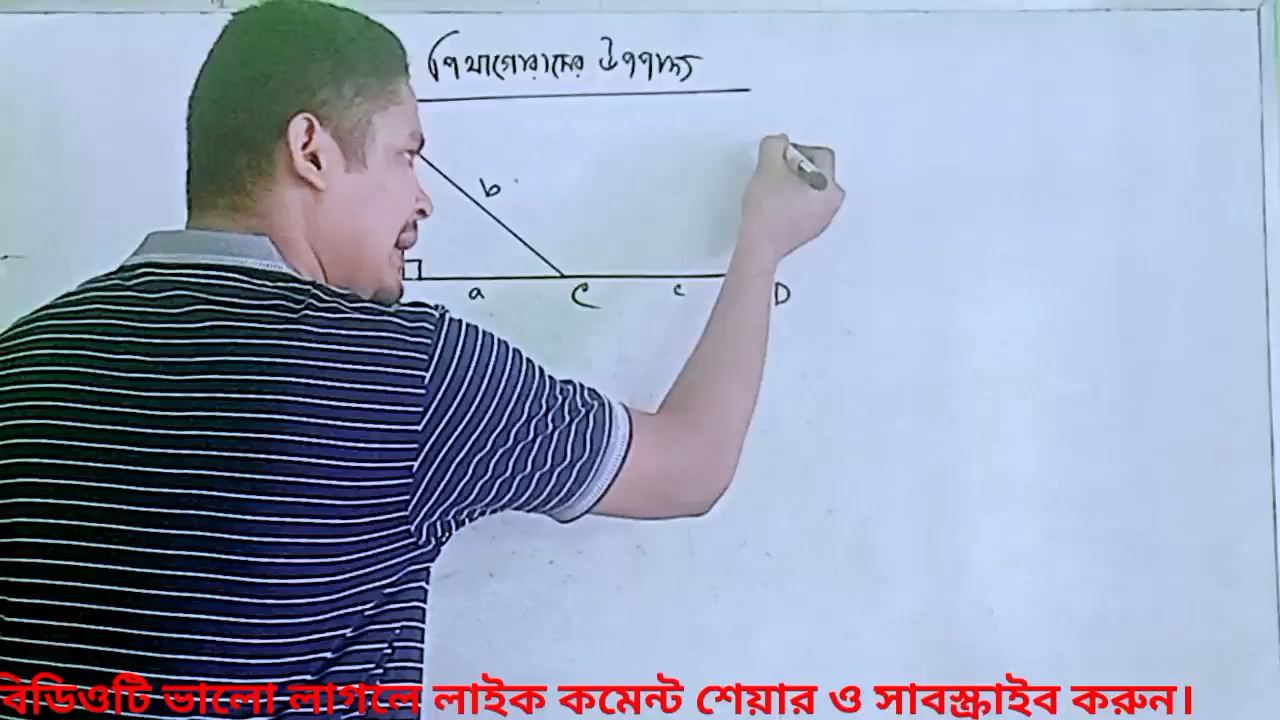 পিথাগোরাসের উপপাদ্য
b
a C c D
বিডিওটি ভালো লাগলে লাইক কমেন্ট শেয়ার ও সাবস্ক্রাইব করুন।